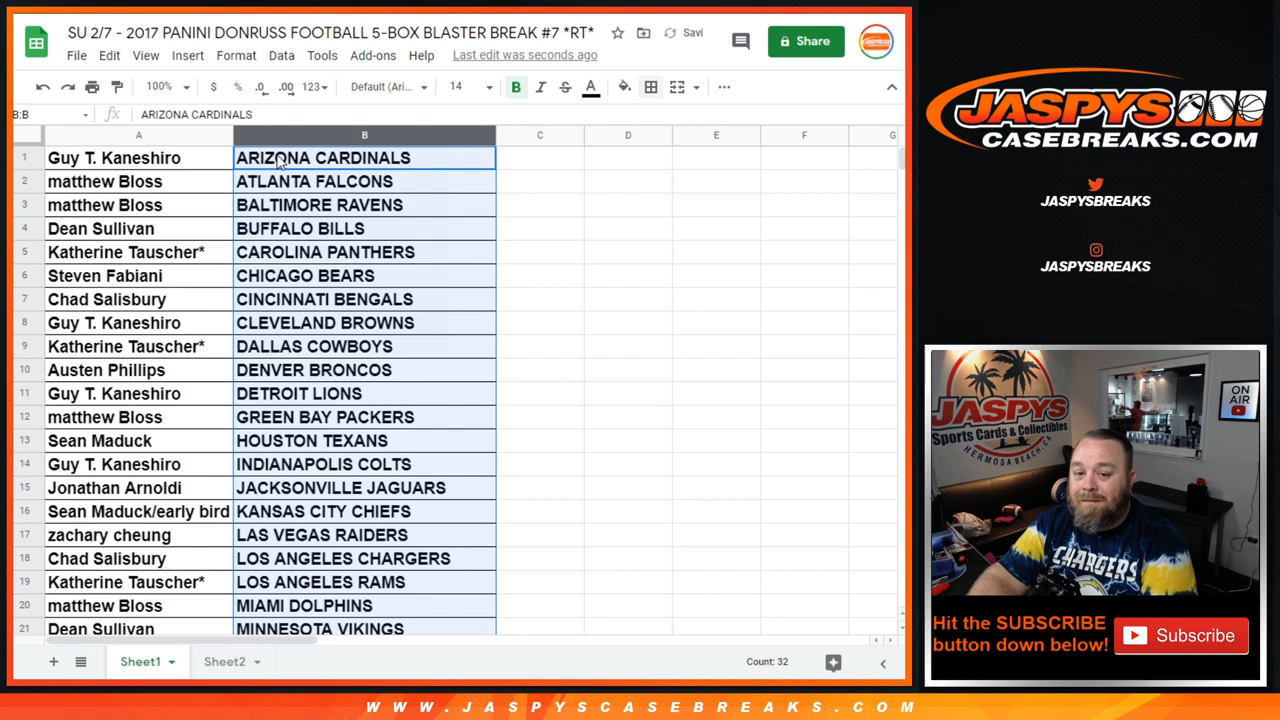 SU 2/7 - 2017 PANINI DONRUSS FOOTBALL 5-BOX BLASTER BREAK #7 *RT*
Savi
File Edit View Insert Format Data Tools Add-ons Help Last edit was seconds ago
Share
100% $ % .0 .00 123 Default (Ari... 14 B I S A
B:B fx ARIZONA CARDINALS
A B C D E F G
1 Guy T. Kaneshiro ARIZONA CARDINALS
2 matthew Bloss ATLANTA FALCONS
3 matthew Bloss BALTIMORE RAVENS
4 Dean Sullivan BUFFALO BILLS
5 Katherine Tauscher* CAROLINA PANTHERS
6 Steven Fabiani CHICAGO BEARS
7 Chad Salisbury CINCINNATI BENGALS
8 Guy T. Kaneshiro CLEVELAND BROWNS
9 Katherine Tauscher* DALLAS COWBOYS
10 Austen Phillips DENVER BRONCOS
11 Guy T. Kaneshiro DETROIT LIONS
12 matthew Bloss GREEN BAY PACKERS
13 Sean Maduck HOUSTON TEXANS
14 Guy T. Kaneshiro INDIANAPOLIS COLTS
15 Jonathan Arnoldi JACKSONVILLE JAGUARS
16 Sean Maduck/early bird KANSAS CITY CHIEFS
17 zachary cheung LAS VEGAS RAIDERS
18 Chad Salisbury LOS ANGELES CHARGERS
19 Katherine Tauscher* LOS ANGELES RAMS
20 matthew Bloss MIAMI DOLPHINS
21 Dean Sullivan MINNESOTA VIKINGS
Sheet1 Sheet2 Count: 32
JASPYS
CASEBREAKS.COM
JASPYSBREAKS
JASPYSBREAKS
JASPYS
Sports Cards & Collectibles
HERMOSA BEACH, CA
ON AIR
CHARGERS
Hit the SUBSCRIBE
button down below!
Subscribe
WWW.JASPYSCASEBREAKS.COM